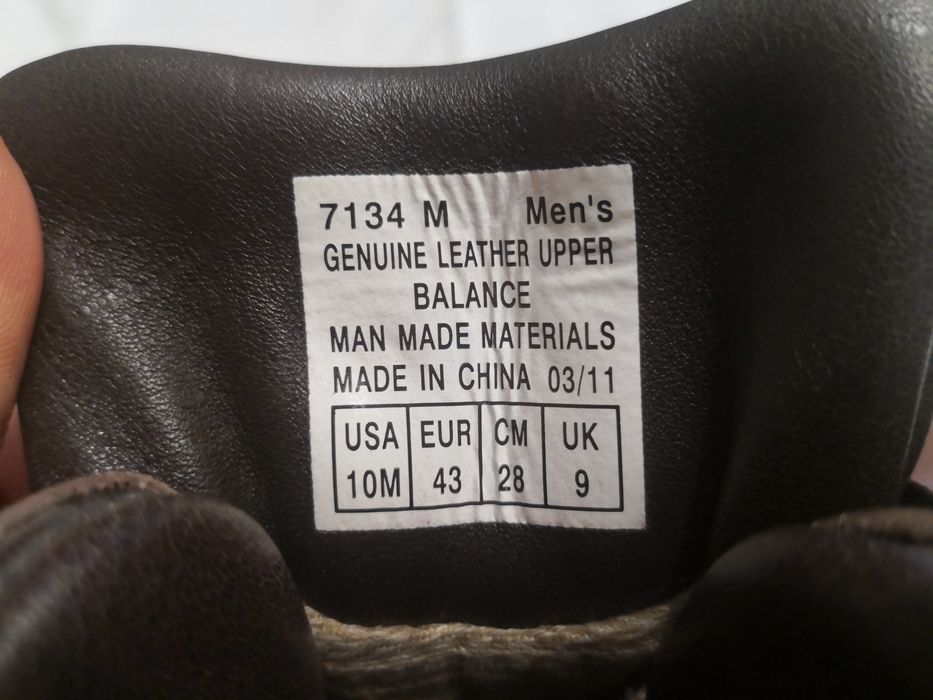 7134 M Men's
GENUINE LEATHER UPPER
BALANCE
MAN MADE MATERIALS
MADE IN CHINA 03/11
USA EUR CM UK
10M 43 28 9